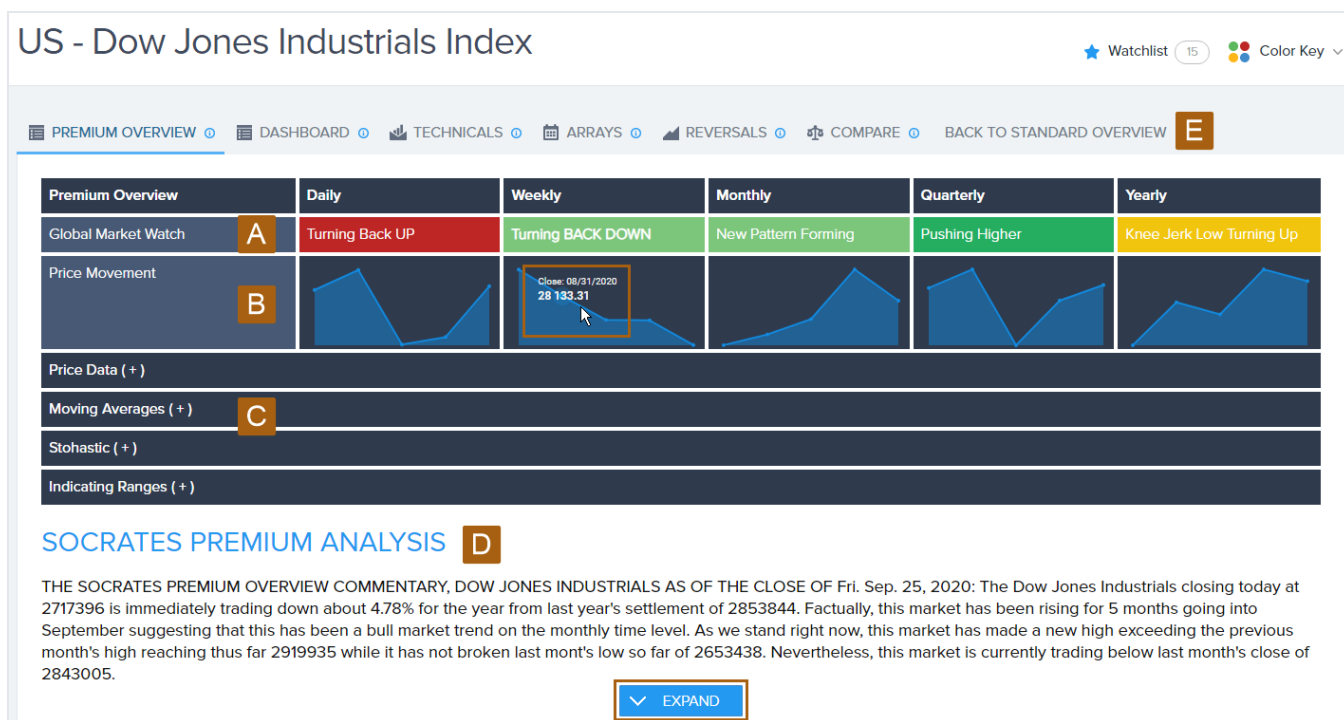 US - Dow Jones Industrials Index
Watchlist 15 Color Key
PREMIUM OVERVIEW DASHBOARD TECHNICALS ARRAYS REVERSALS COMPARE BACK TO STANDARD OVERVIEW E
Premium Overview Daily Weekly Monthly Quarterly Yearly
Global Market Watch A Turning Back UP Turning BACK DOWN New Pattern Forming Pushing Higher Knee Jerk Low Turning Up
Price Movement
Close: 08/31/2020
B 28 133.31
Price Data ( + )
Moving Averages ( + ) C
Stohastic ( + )
Indicating Ranges ( + )
SOCRATES PREMIUM ANALYSIS D
THE SOCRATES PREMIUM OVERVIEW COMMENTARY, DOW JONES INDUSTRIALS AS OF THE CLOSE OF Fri. Sep. 25, 2020: The Dow Jones Industrials closing today at
2717396 is immediately trading down about 4.78% for the year from last year's settlement of 2853844. Factually, this market has been rising for 5 months going into
September suggesting that this has been a bull market trend on the monthly time level. As we stand right now, this market has made a new high exceeding the previous
month's high reaching thus far 2919935 while it has not broken last mont's low so far of 2653438. Nevertheless, this market is currently trading below last month's close of
2843005.
EXPAND